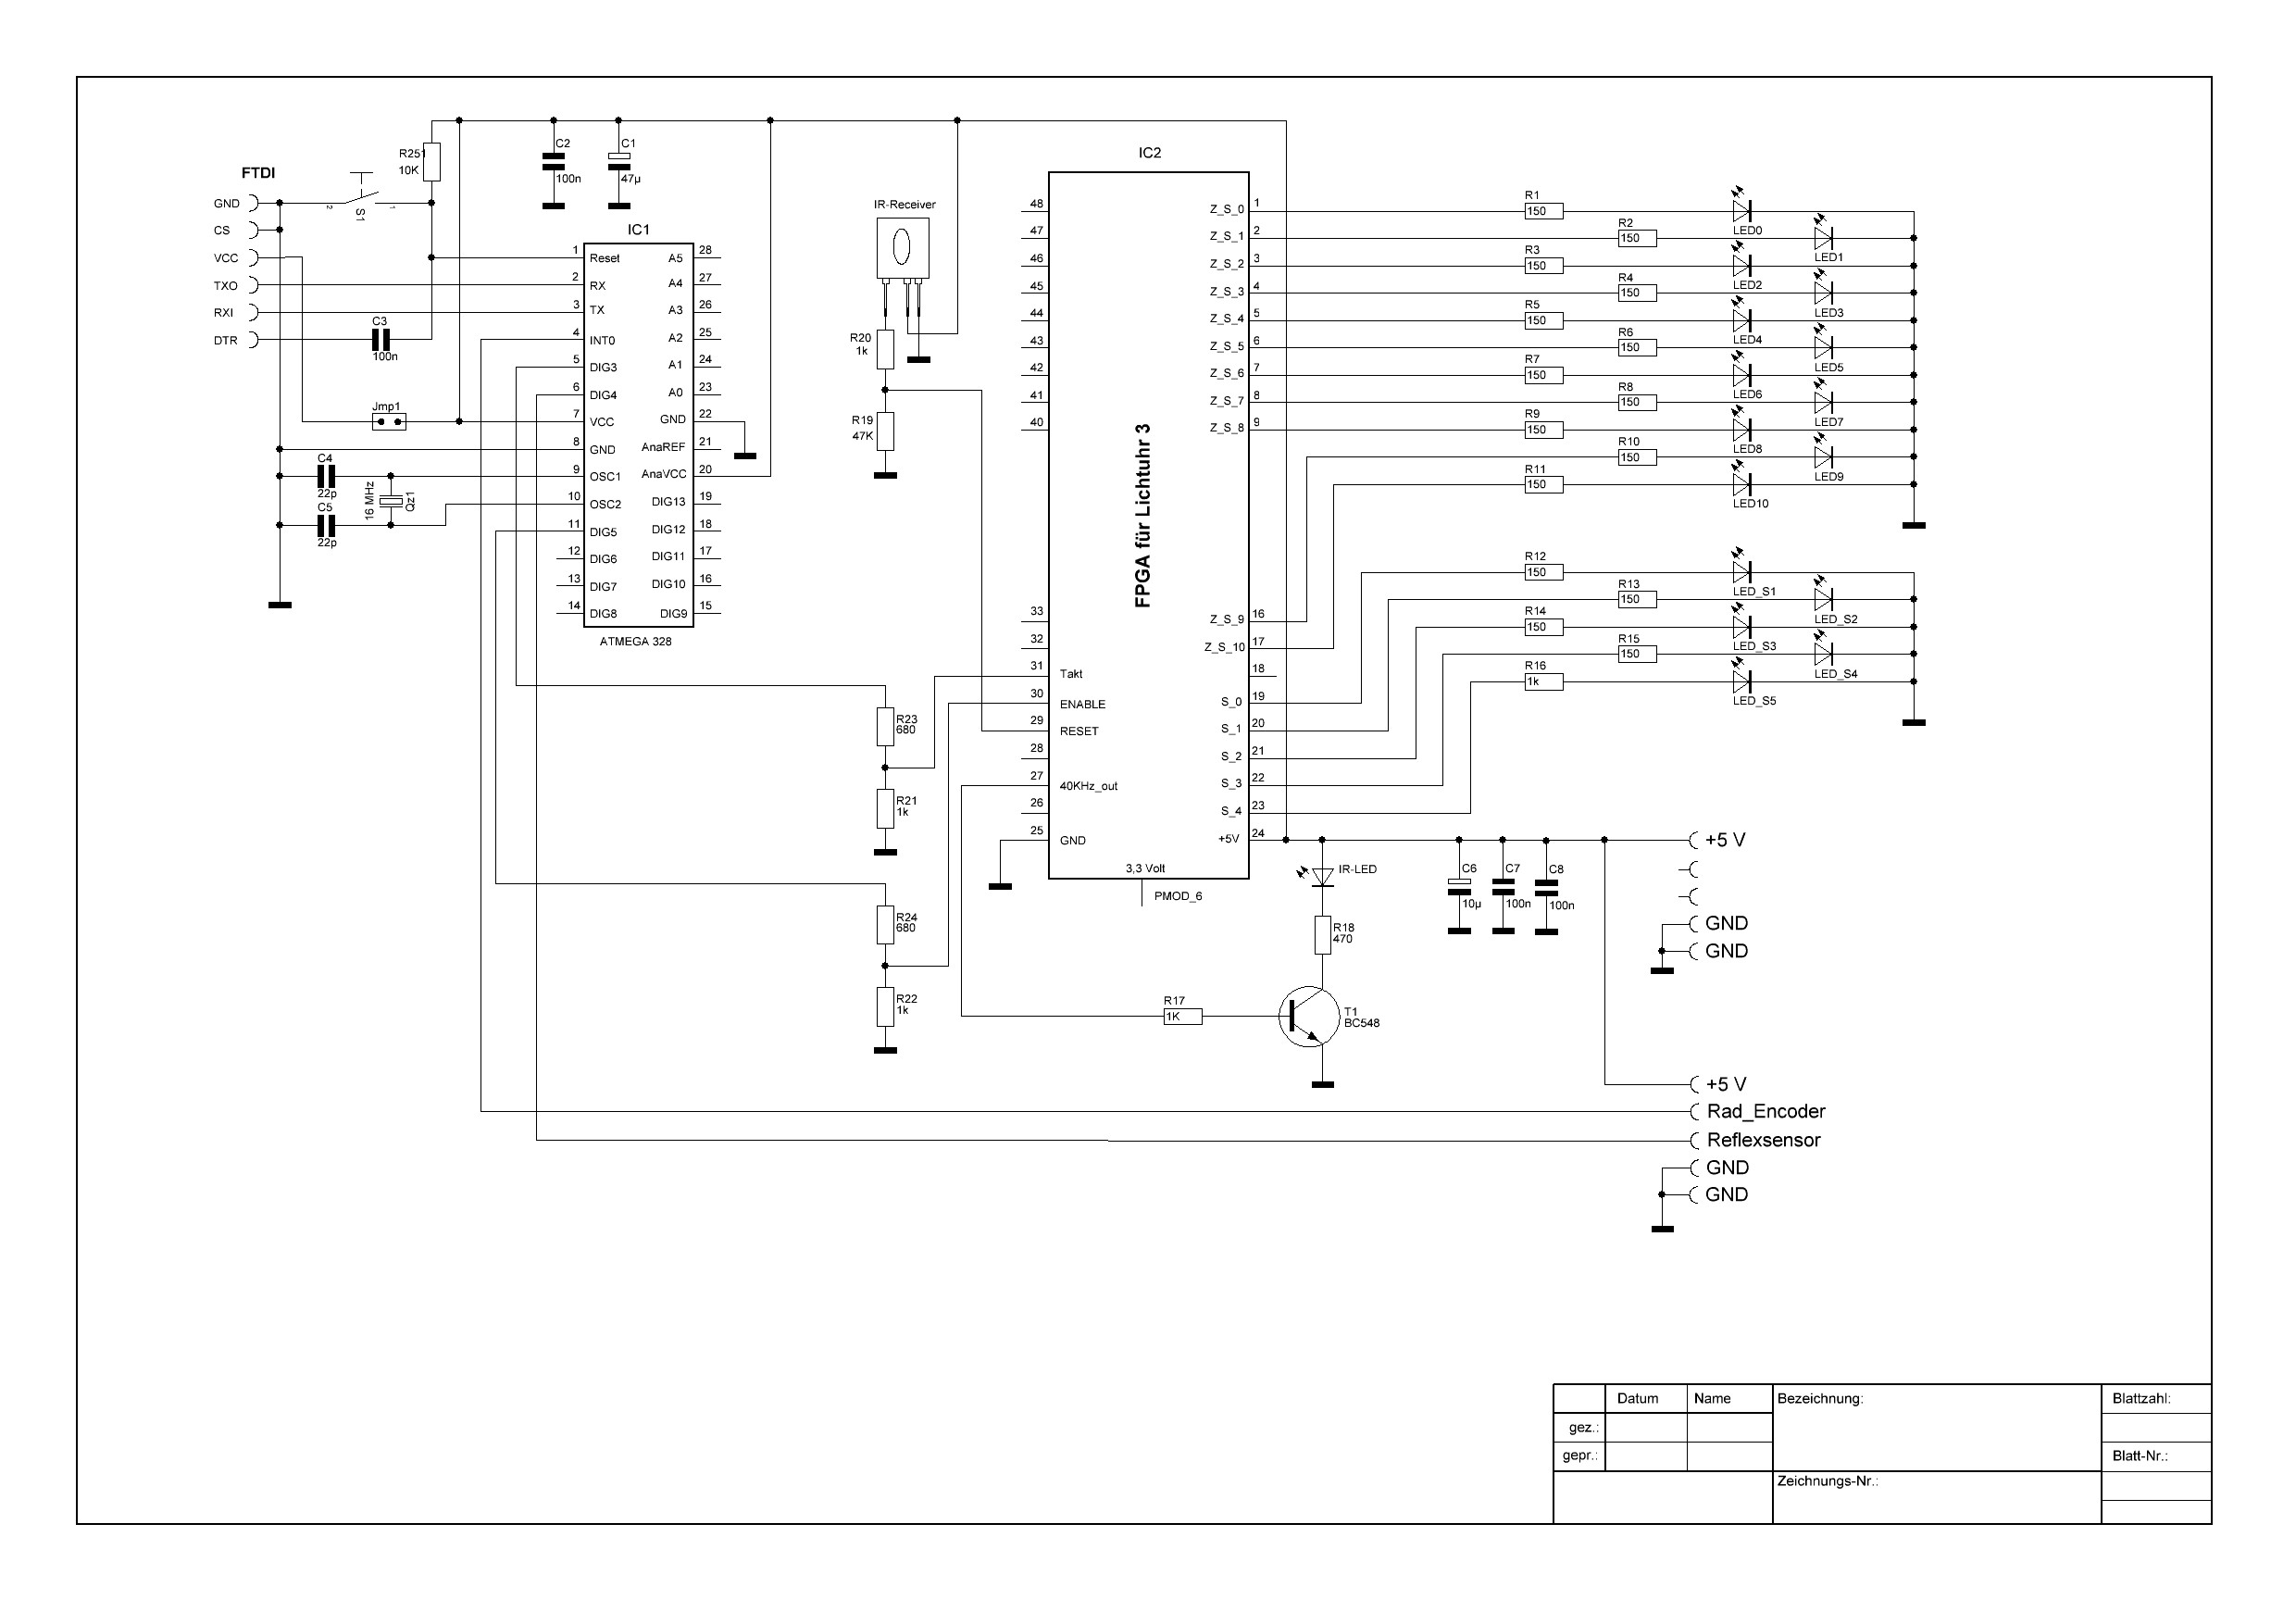 FTDI
GND
CS
VCC
TXO
RXI
DTR
R251
10K
S1
2
1
C2
100n
C1
47µ
C3
100n
Jmp1
C4
22p
C5
22p
16 MHz
Qz1
IC1
1 Reset A5 28
2 RX A4 27
3 TX A3 26
4 INT0 A2 25
5 DIG3 A1 24
6 DIG4 A0 23
7 VCC GND 22
8 GND AnaREF 21
9 OSC1 AnaVCC 20
10 OSC2 DIG13 19
11 DIG5 DIG12 18
12 DIG6 DIG11 17
13 DIG7 DIG10 16
14 DIG8 DIG9 15
ATMEGA 328
IR-Receiver
R20
1k
R19
47K
R23
680
R21
1k
R24
680
R22
1k
IC2
FPGA für Lichtuhr 3
48 Z_S_0 1
47 Z_S_1 2
46 Z_S_2 3
45 Z_S_3 4
44 Z_S_4 5
43 Z_S_5 6
42 Z_S_6 7
41 Z_S_7 8
40 Z_S_8 9
33 Z_S_9 16
32 Z_S_10 17
31 Takt 18
30 ENABLE S_0 19
29 RESET S_1 20
28 S_2 21
27 40KHz_out S_3 22
26 S_4 23
25 GND +5V 24
3,3 Volt
PMOD_6
R1
150
LED0
R2
150
LED1
R3
150
LED2
R4
150
LED3
R5
150
LED4
R6
150
LED5
R7
150
LED6
R8
150
LED7
R9
150
LED8
R10
150
LED9
R11
150
LED10
R12
150
LED_S1
R13
150
LED_S2
R14
150
LED_S3
R15
150
LED_S4
R16
1k
LED_S5
IR-LED
R18
470
R17
1K
T1
BC548
C6
10µ
C7
100n
C8
100n
+5 V
GND
GND
+5 V
Rad_Encoder
Reflexsensor
GND
GND
Datum Name Bezeichnung: Blattzahl:
gez.:
gepr.: Blatt-Nr.:
Zeichnungs-Nr.: